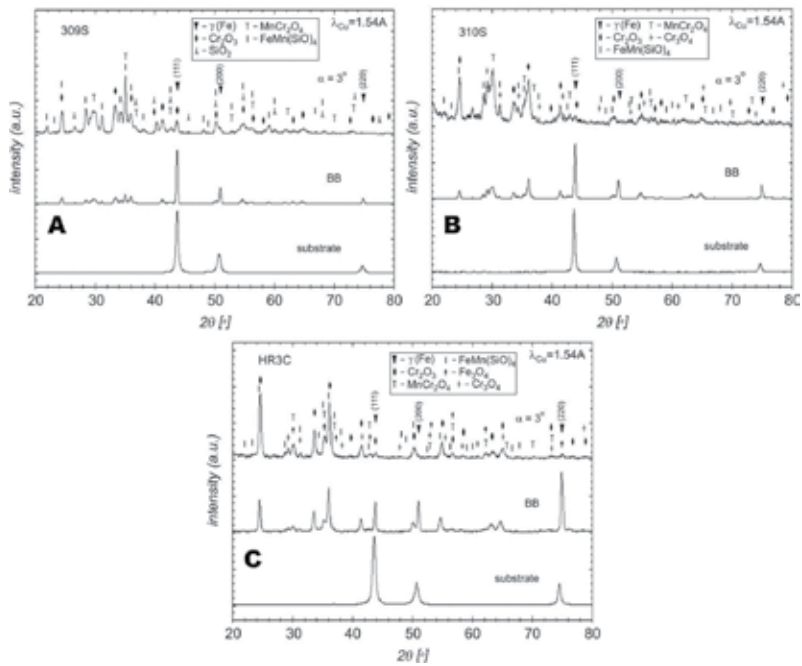 309S
λCu=1.54A
γ(Fe) MnCr2O4
Cr2O3 FeMn(SiO)4
SiO2
(111)
(200)
(220)
α = 3°
BB
A
substrate
intensity (a.u.)
20 30 40 50 60 70 80
2θ [°]
310S
λCu=1.54A
γ(Fe) MnCr2O4
Cr2O3 Cr3O4
FeMn(SiO)4
(111)
(200)
(220)
α = 3°
BB
B
substrate
intensity (a.u.)
20 30 40 50 60 70 80
2θ [°]
HR3C
λCu=1.54A
γ(Fe) FeMn(SiO)4
Cr2O3 Fe3O4
MnCr2O4 Cr3O4
(111)
(200)
(220)
α = 3°
BB
C
substrate
intensity (a.u.)
20 30 40 50 60 70 80
2θ [°]